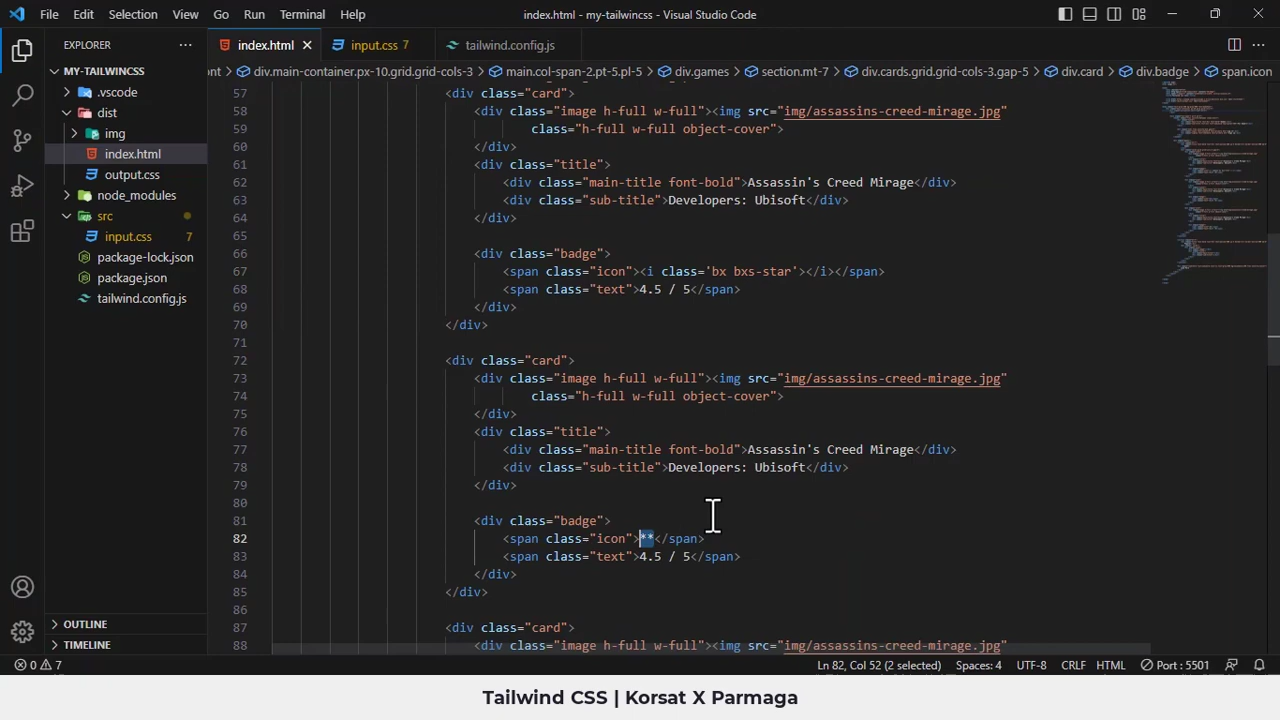 File Edit Selection View Go Run Terminal Help
index.html - my-tailwincss - Visual Studio Code
EXPLORER
index.html
input.css 7
tailwind.config.js
MY-TAILWINCSS
ont > div.main-container.px-10.grid.grid-cols-3 > main.col-span-2.pt-5.pl-5 > div.games > section.mt-7 > div.cards.grid.grid-cols-3.gap-5 > div.card > div.badge > span.icon
.vscode
dist
img
index.html
output.css
node_modules
src
input.css 7
package-lock.json
package.json
tailwind.config.js
OUTLINE
TIMELINE
57 <div class="card">
58 <div class="image h-full w-full"><img src="img/assassins-creed-mirage.jpg"
59 class="h-full w-full object-cover">
60 </div>
61 <div class="title">
62 <div class="main-title font-bold">Assassin's Creed Mirage</div>
63 <div class="sub-title">Developers: Ubisoft</div>
64 </div>
65
66 <div class="badge">
67 <span class="icon"><i class='bx bxs-star'></i></span>
68 <span class="text">4.5 / 5</span>
69 </div>
70 </div>
71
72 <div class="card">
73 <div class="image h-full w-full"><img src="img/assassins-creed-mirage.jpg"
74 class="h-full w-full object-cover">
75 </div>
76 <div class="title">
77 <div class="main-title font-bold">Assassin's Creed Mirage</div>
78 <div class="sub-title">Developers: Ubisoft</div>
79 </div>
80
81 <div class="badge">
82 <span class="icon">**</span>
83 <span class="text">4.5 / 5</span>
84 </div>
85 </div>
86
87 <div class="card">
88 <div class="image h-full w-full"><img src="img/assassins-creed-mirage.jpg"
0 7
Ln 82, Col 52 (2 selected) Spaces: 4 UTF-8 CRLF HTML Port : 5501
Tailwind CSS | Korsat X Parmaga